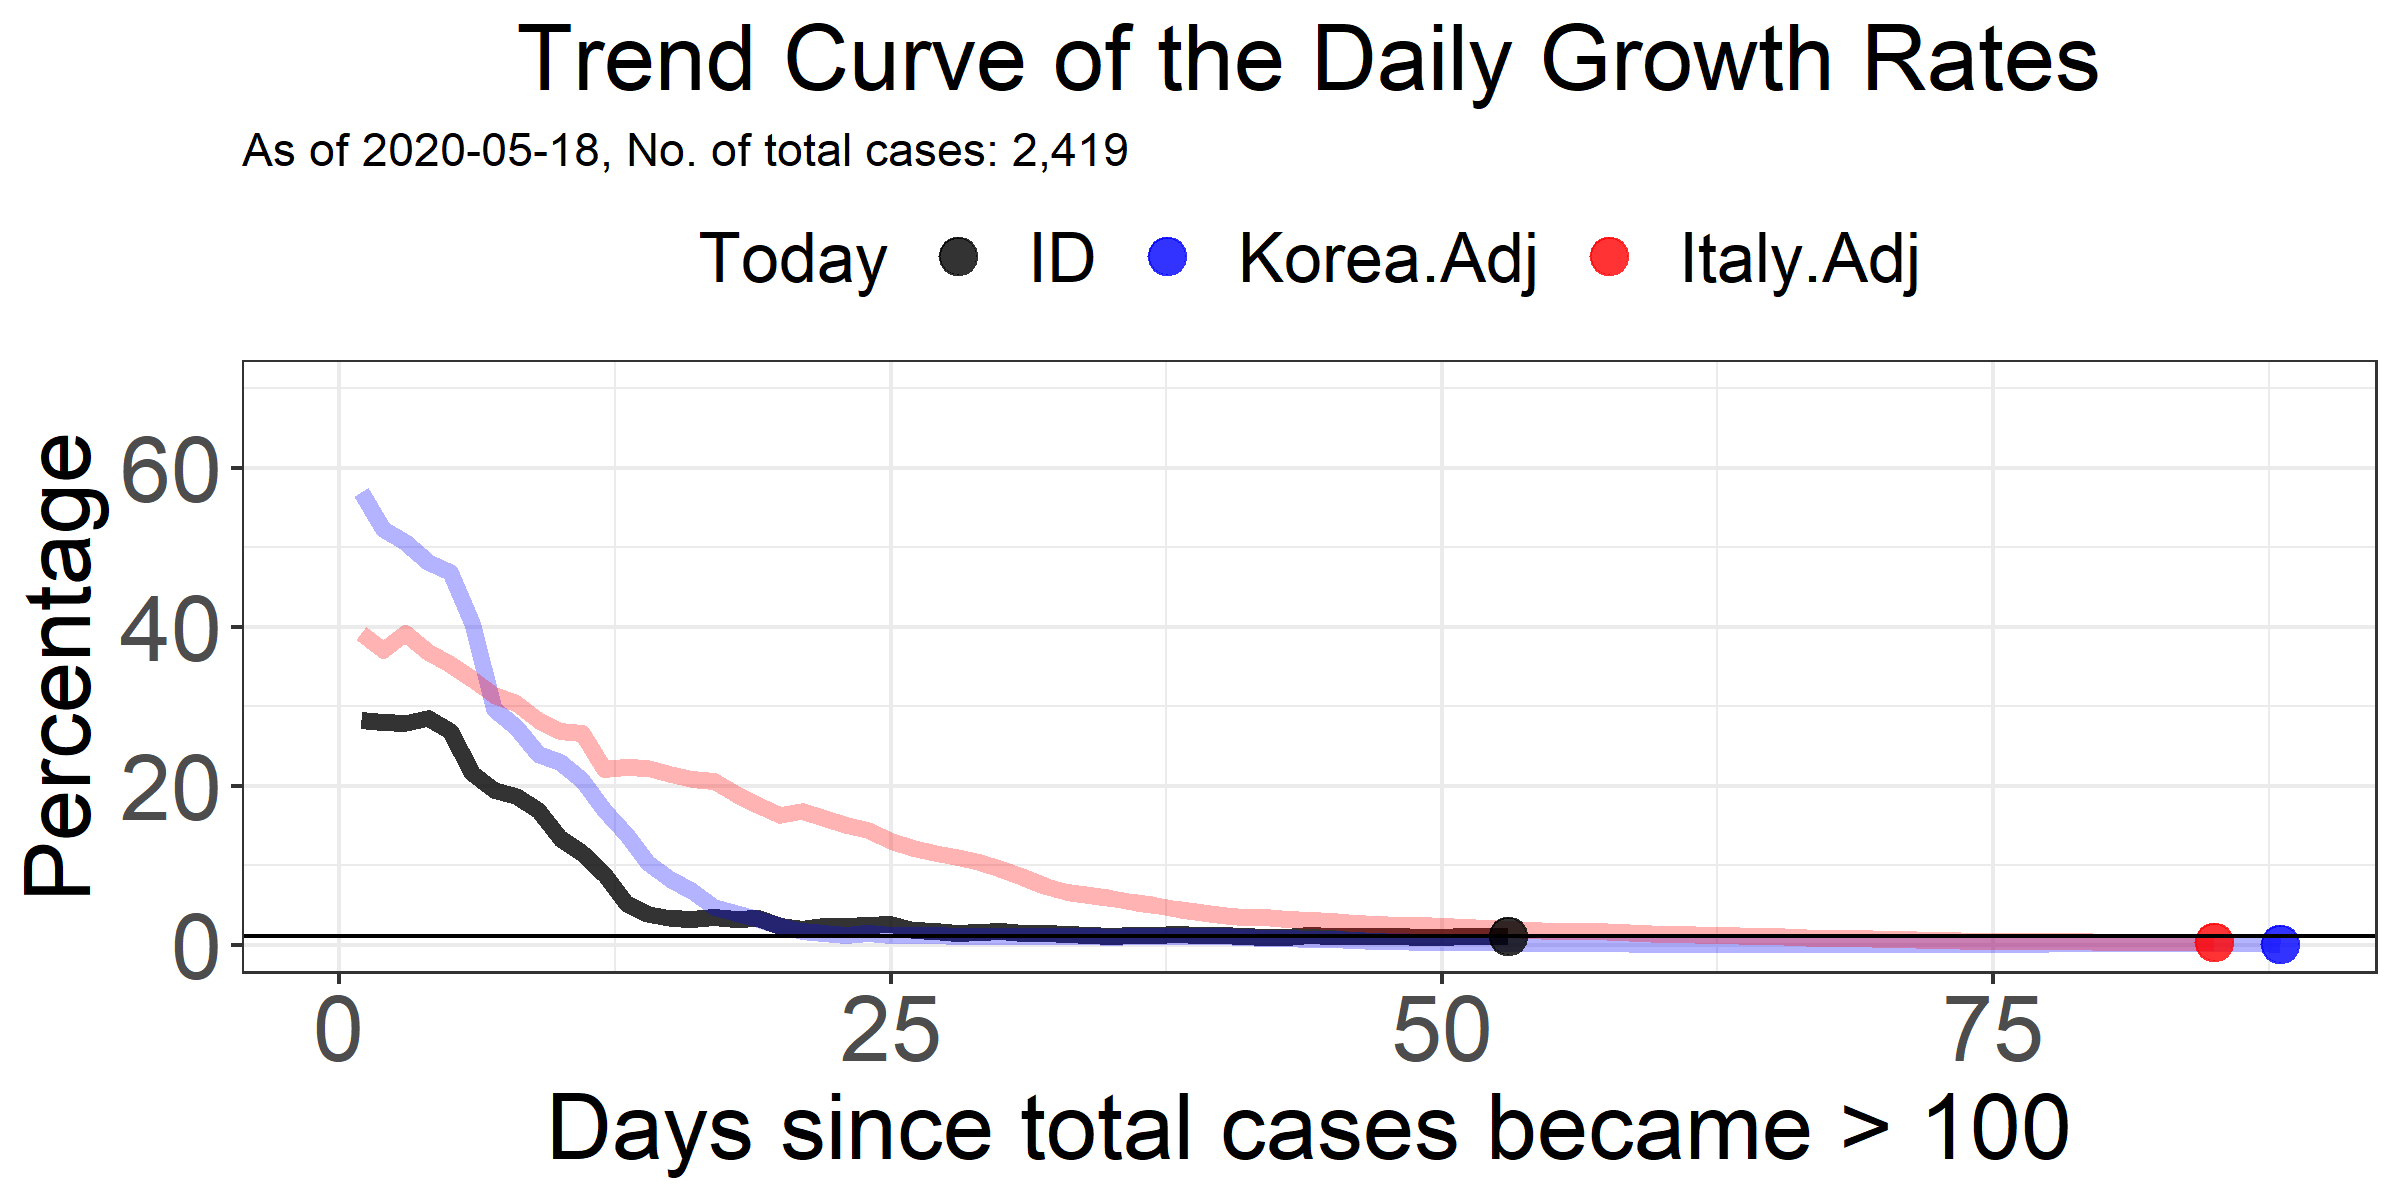 Trend Curve of the Daily Growth Rates
As of 2020-05-18, No. of total cases: 2,419
Today ID Korea.Adj Italy.Adj
Percentage
60
40
20
0
0 25 50 75
Days since total cases became > 100